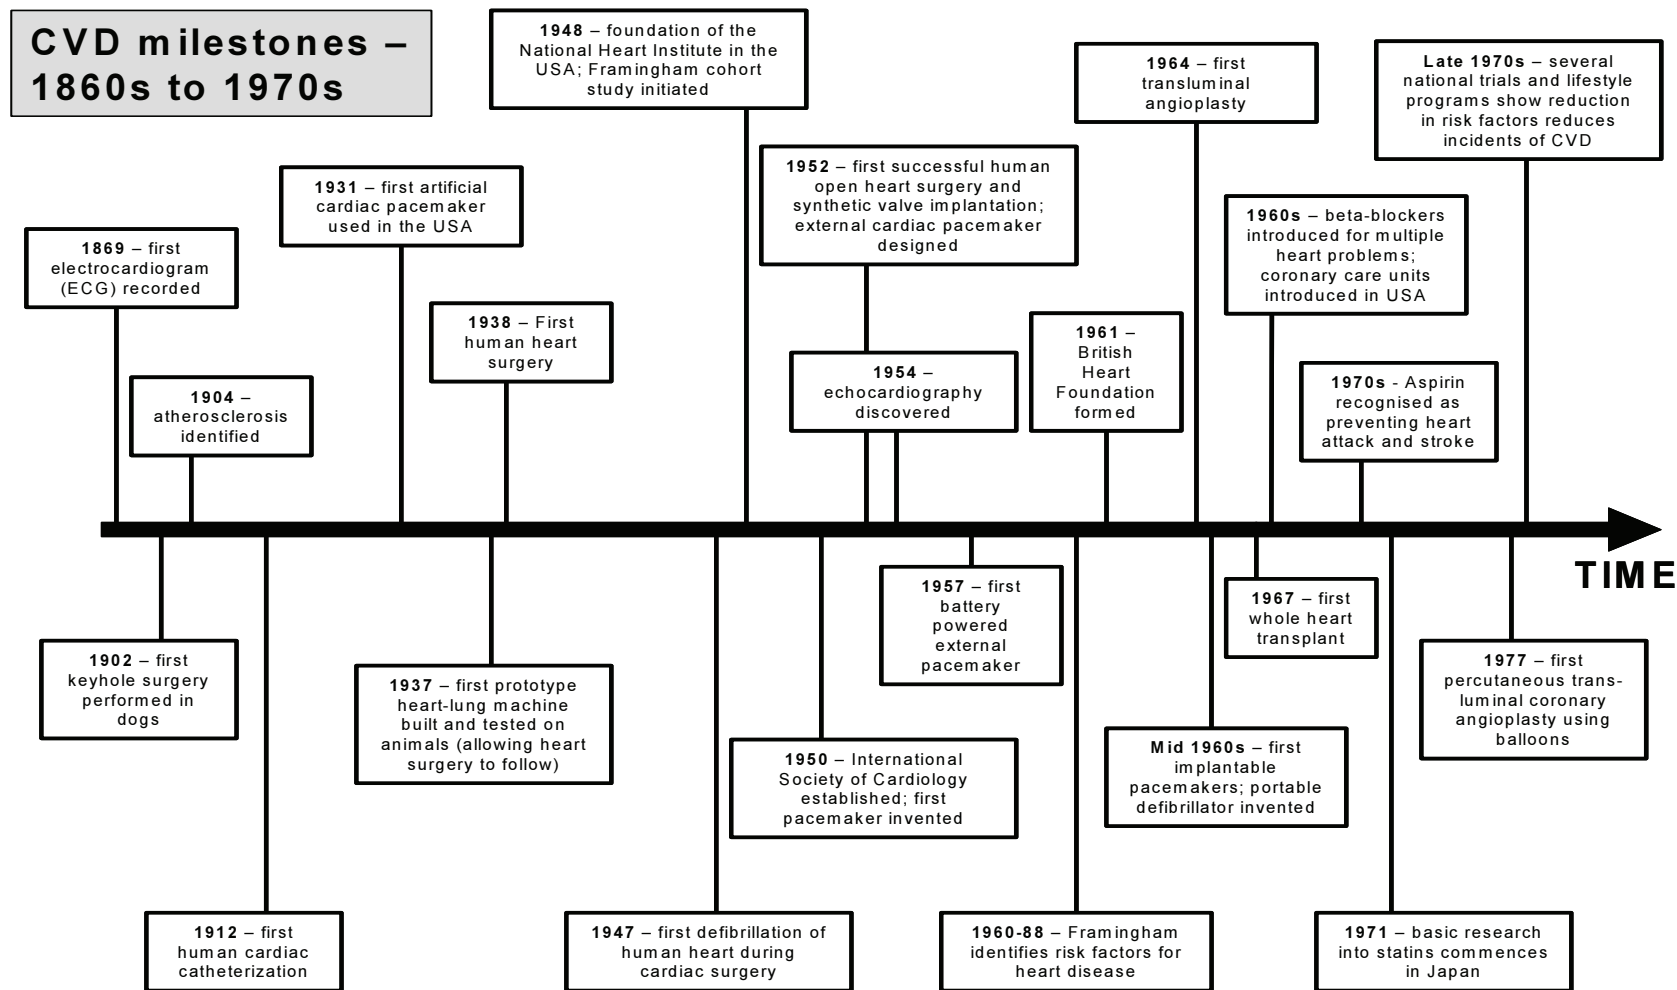 CVD milestones –
1860s to 1970s
1948 – foundation of the
National Heart Institute in the
USA; Framingham cohort
study initiated
1964 – first
transluminal
angioplasty
Late 1970s – several
national trials and lifestyle
programs show reduction
in risk factors reduces
incidents of CVD
1931 – first artificial
cardiac pacemaker
used in the USA
1952 – first successful human
open heart surgery and
synthetic valve implantation;
external cardiac pacemaker
designed
1960s – beta-blockers
introduced for multiple
heart problems;
coronary care units
introduced in USA
1869 – first
electrocardiogram
(ECG) recorded
1938 – First
human heart
surgery
1961 –
British
Heart
Foundation
formed
1904 –
atherosclerosis
identified
1954 –
echocardiography
discovered
1970s - Aspirin
recognised as
preventing heart
attack and stroke
TIME
1902 – first
keyhole surgery
performed in
dogs
1937 – first prototype
heart-lung machine
built and tested on
animals (allowing heart
surgery to follow)
1957 – first
battery
powered
external
pacemaker
1967 – first
whole heart
transplant
1977 – first
percutaneous trans-
luminal coronary
angioplasty using
balloons
1950 – International
Society of Cardiology
established; first
pacemaker invented
Mid 1960s – first
implantable
pacemakers; portable
defibrillator invented
1912 – first
human cardiac
catheterization
1947 – first defibrillation of
human heart during
cardiac surgery
1960-88 – Framingham
identifies risk factors for
heart disease
1971 – basic research
into statins commences
in Japan